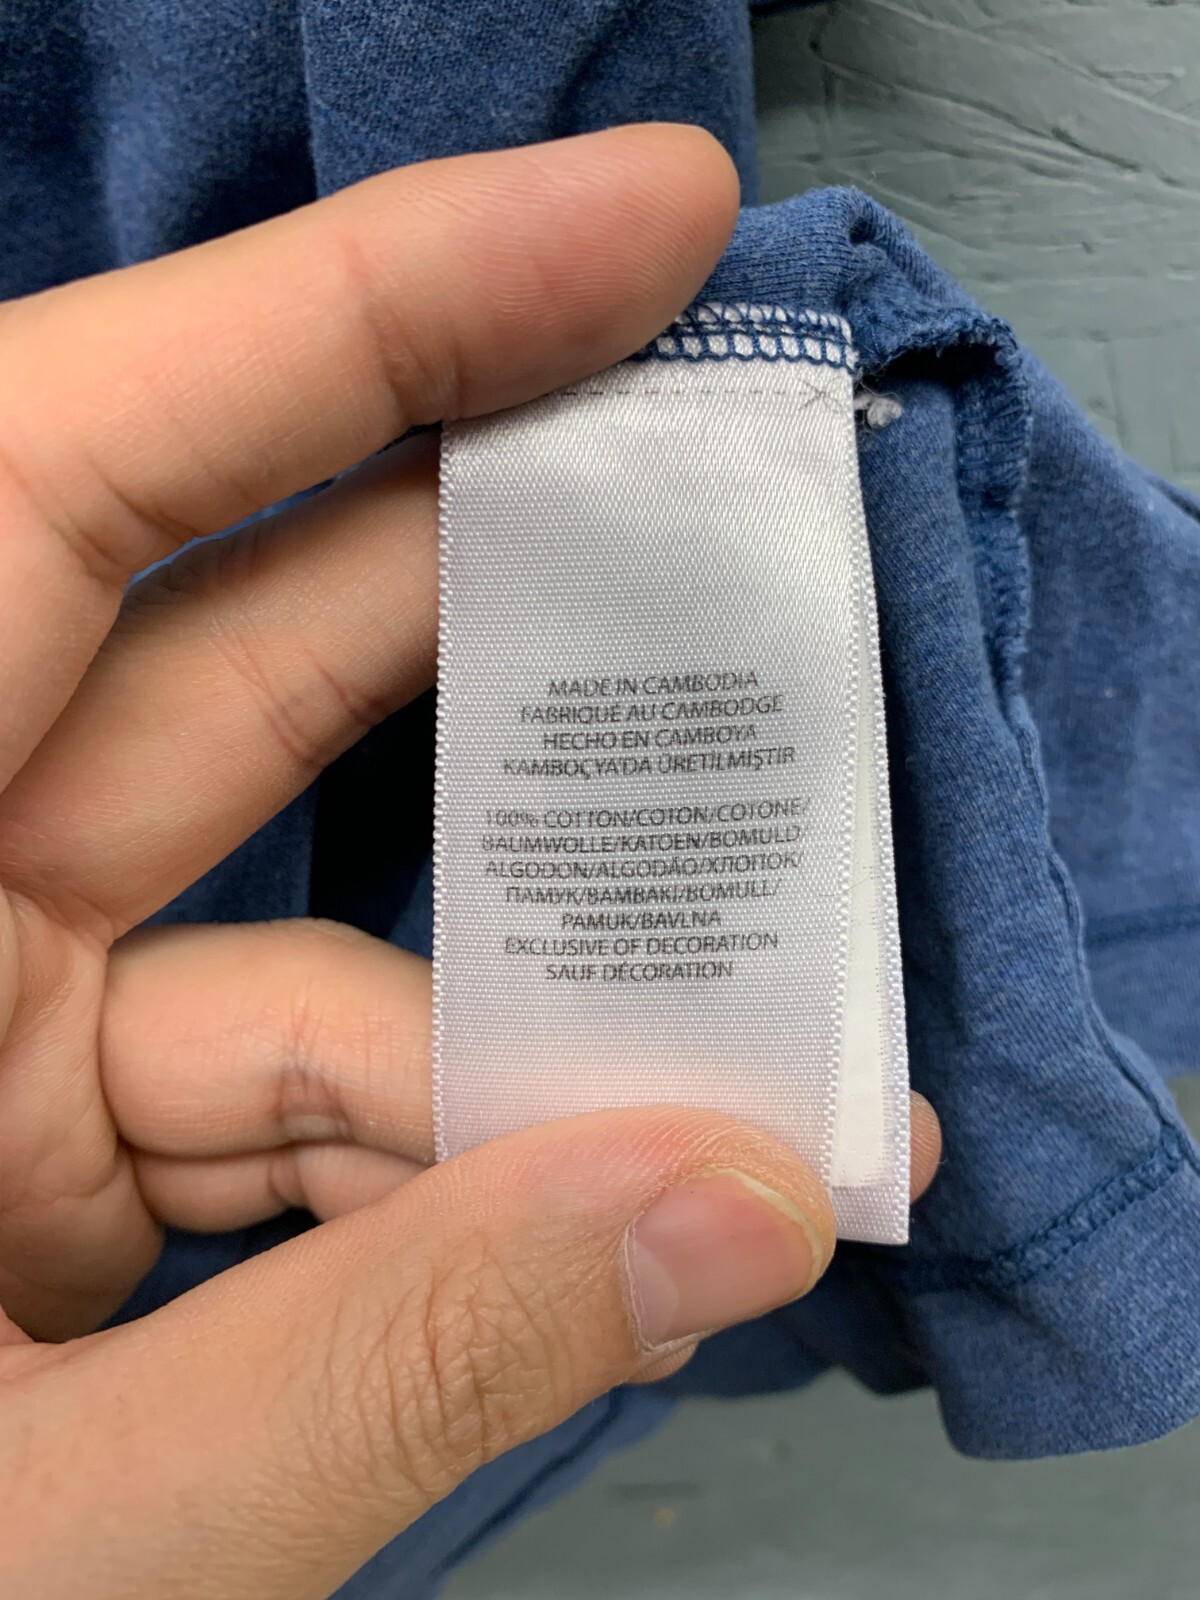 MADE IN CAMBODIA
FABRIQUÉ AU CAMBODGE
HECHO EN CAMBOYA
KAMBOÇYA'DA ÜRETILMIŞTIR
100% COTTON/COTON/COTONE/
BAUMWOLLE/KATOEN/BOMULD
ALGODON/ALGODÃO/ХЛОПОК/
ПАМУК/BAMBAKI/BOMULL/
PAMUK/BAVLNA
EXCLUSIVE OF DECORATION
SAUF DÉCORATION